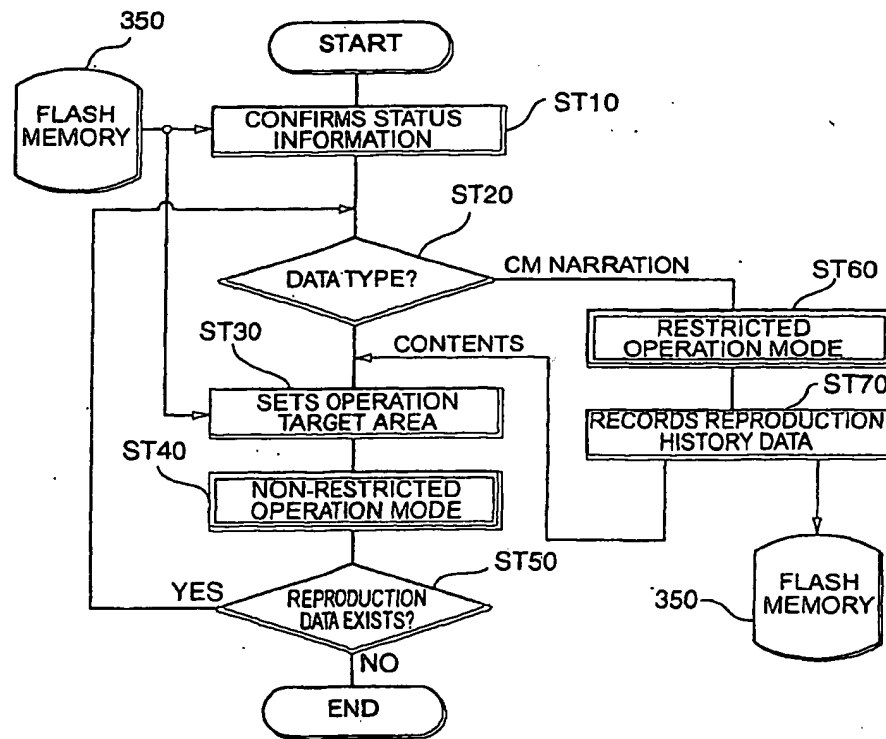 350
START
FLASH
MEMORY
CONFIRMS STATUS
INFORMATION
ST10
ST20
DATA TYPE?
CM NARRATION
ST60
RESTRICTED
OPERATION MODE
ST30
CONTENTS
ST70
SETS OPERATION
TARGET AREA
RECORDS REPRODUCTION
HISTORY DATA
ST40
NON-RESTRICTED
OPERATION MODE
ST50
YES
REPRODUCTION
DATA EXISTS?
FLASH
MEMORY
350
NO
END